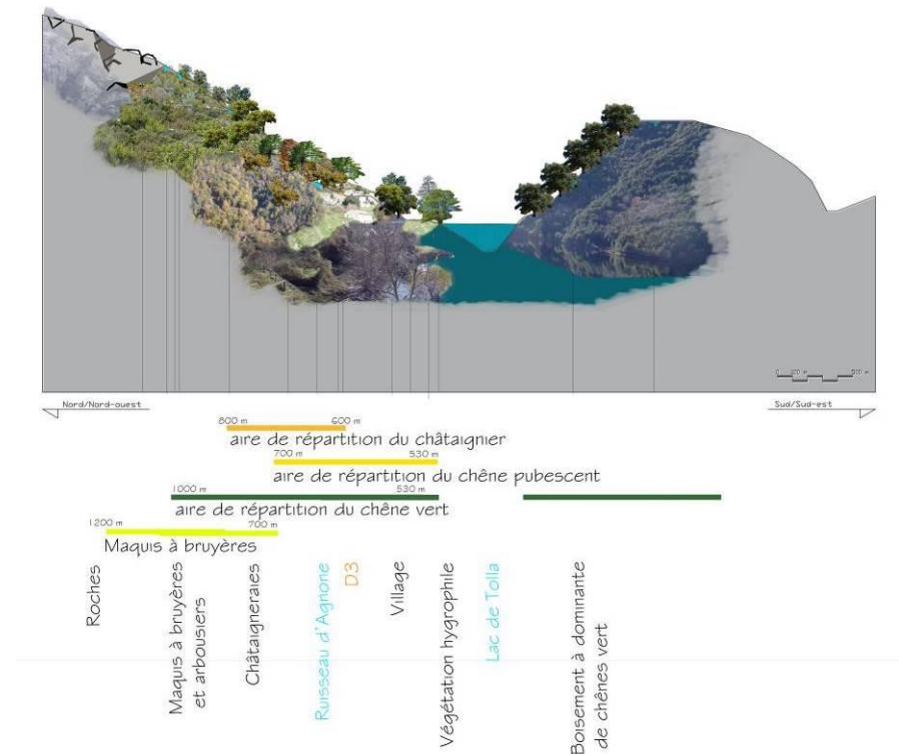 Nord/Nord-ouest
Sud/Sud-est
800 m 600 m
aire de répartition du châtaignier
700 m 530 m
aire de répartition du chêne pubescent
1000 m 530 m
aire de répartition du chêne vert
1200 m 700 m
Maquis à bruyères
Roches
Maquis à bruyères
et arbousiers
Châtaigneraies
Ruisseau d'Agnone
D3
Village
Végétation hygrophile
Lac de Tolla
Boisement à dominante
de chênes vert